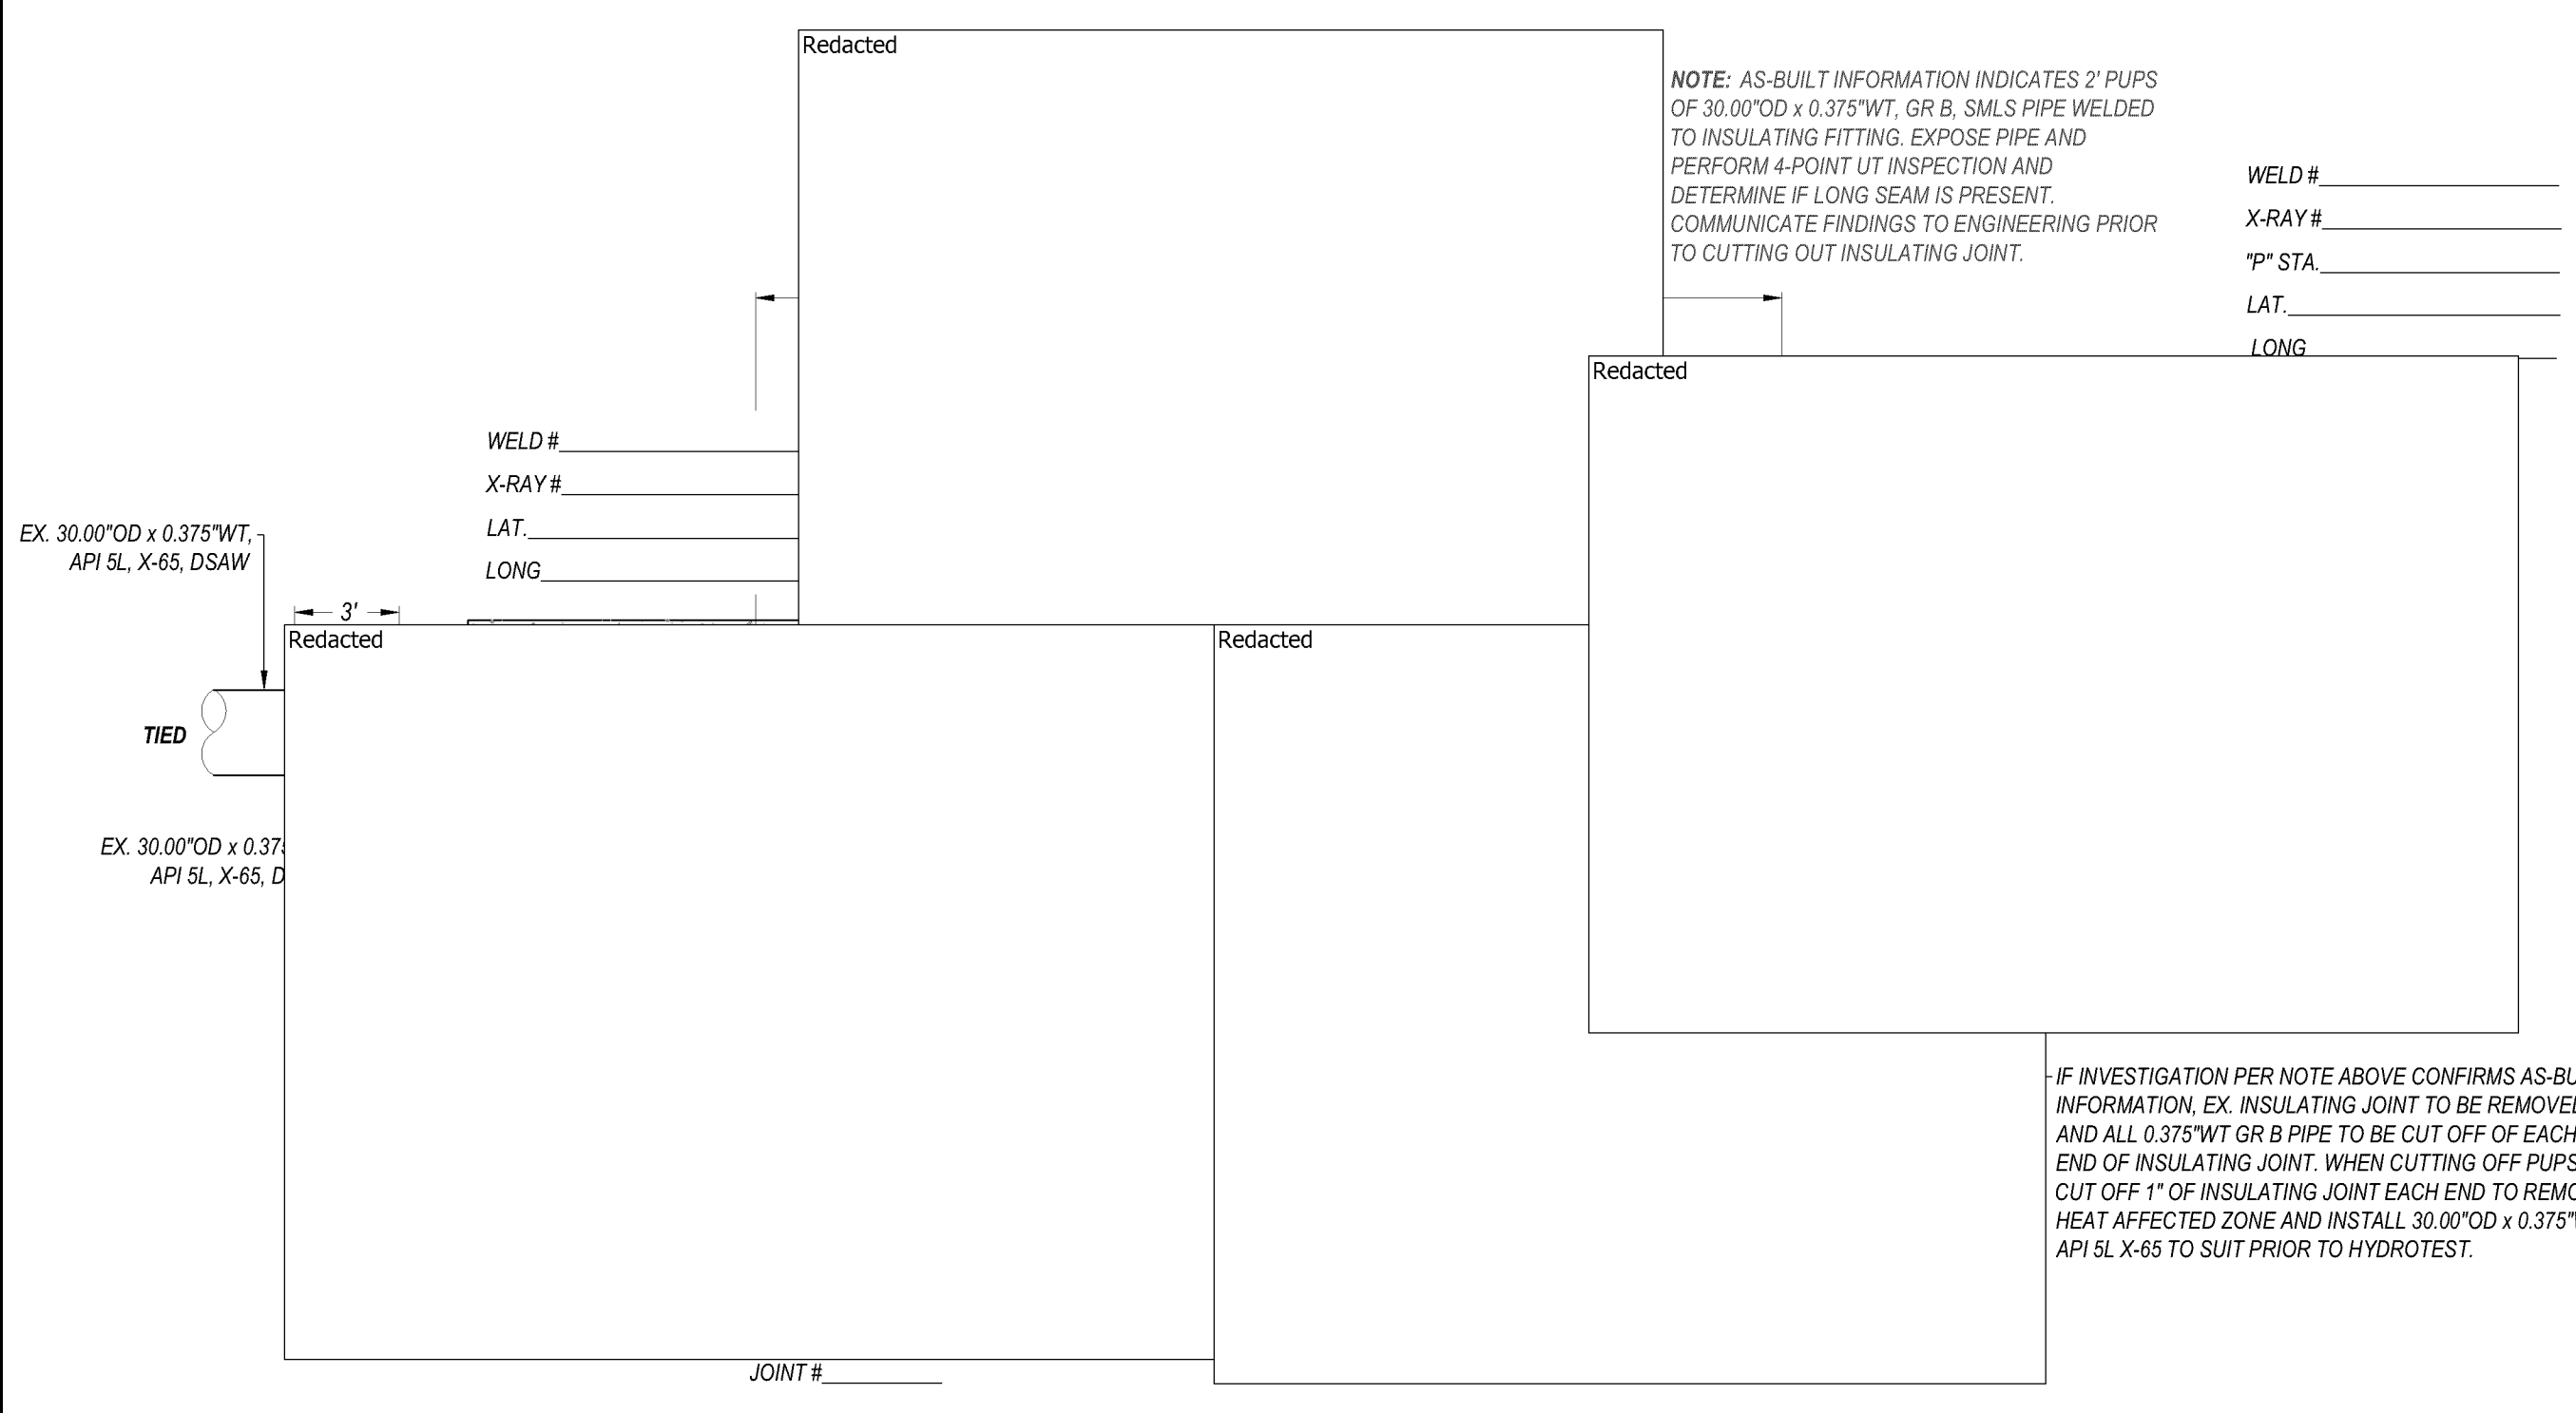 Redacted
NOTE: AS-BUILT INFORMATION INDICATES 2' PUPS
OF 30.00"OD x 0.375"WT, GR B, SMLS PIPE WELDED
TO INSULATING FITTING. EXPOSE PIPE AND
PERFORM 4-POINT UT INSPECTION AND
DETERMINE IF LONG SEAM IS PRESENT.
COMMUNICATE FINDINGS TO ENGINEERING PRIOR
TO CUTTING OUT INSULATING JOINT.
WELD #
X-RAY #
"P" STA.
LAT.
LONG
Redacted
WELD #
X-RAY #
LAT.
LONG
EX. 30.00"OD x 0.375"WT,
API 5L, X-65, DSAW
3'
Redacted
Redacted
TIED
EX. 30.00"OD x 0.37
API 5L, X-65, D
IF INVESTIGATION PER NOTE ABOVE CONFIRMS AS-BU
INFORMATION, EX. INSULATING JOINT TO BE REMOVE
AND ALL 0.375"WT GR B PIPE TO BE CUT OFF OF EACH
END OF INSULATING JOINT. WHEN CUTTING OFF PUPS
CUT OFF 1" OF INSULATING JOINT EACH END TO REMO
HEAT AFFECTED ZONE AND INSTALL 30.00"OD x 0.375"
API 5L X-65 TO SUIT PRIOR TO HYDROTEST.
JOINT #